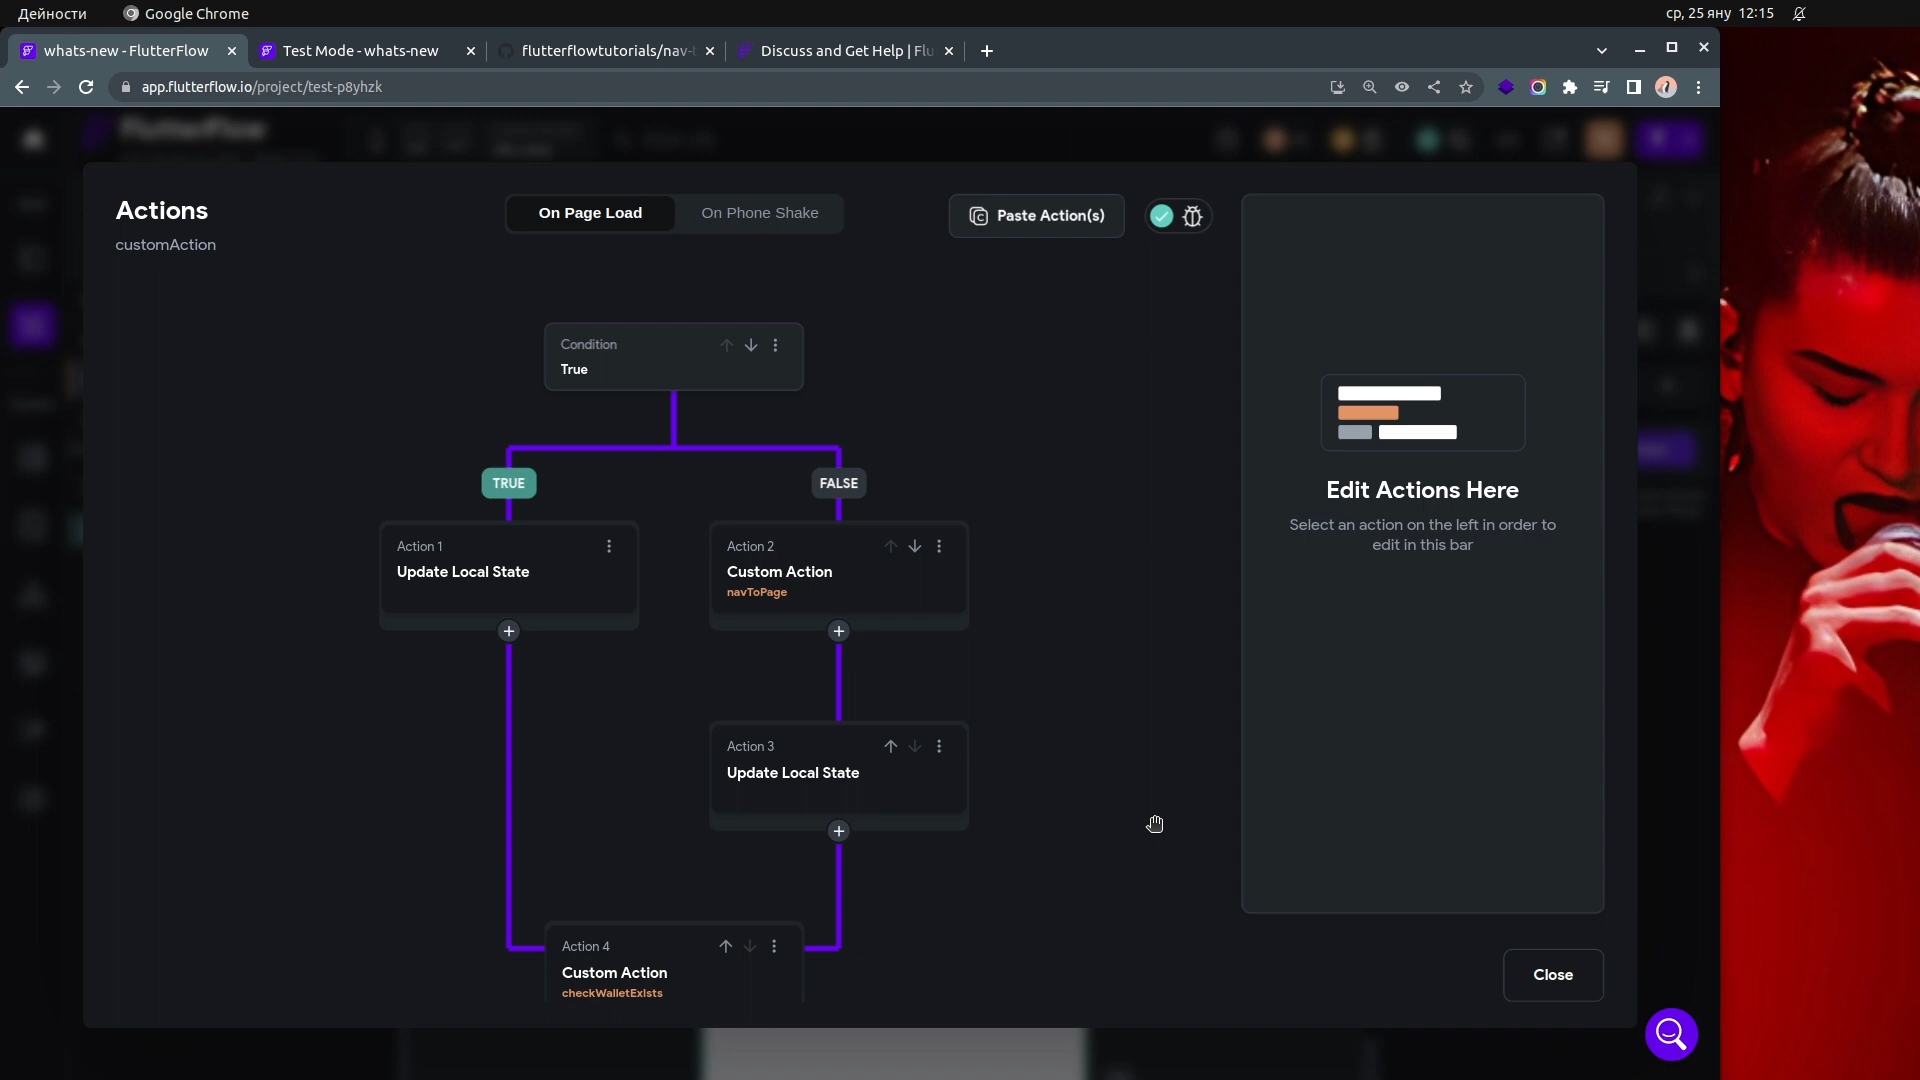 Дейности
Google Chrome
ср, 25 яну 12:15
whats-new - FlutterFlow
Test Mode - whats-new
flutterflowtutorials/nav-
Discuss and Get Help | Flu
app.flutterflow.io/project/test-p8yhzk
FlutterFlow
Actions
customAction
On Page Load
On Phone Shake
Paste Action(s)
Condition
True
TRUE
FALSE
Action 1
Update Local State
Action 2
Custom Action
navToPage
Action 3
Update Local State
Action 4
Custom Action
checkWalletExists
Edit Actions Here
Select an action on the left in order to
edit in this bar
Close